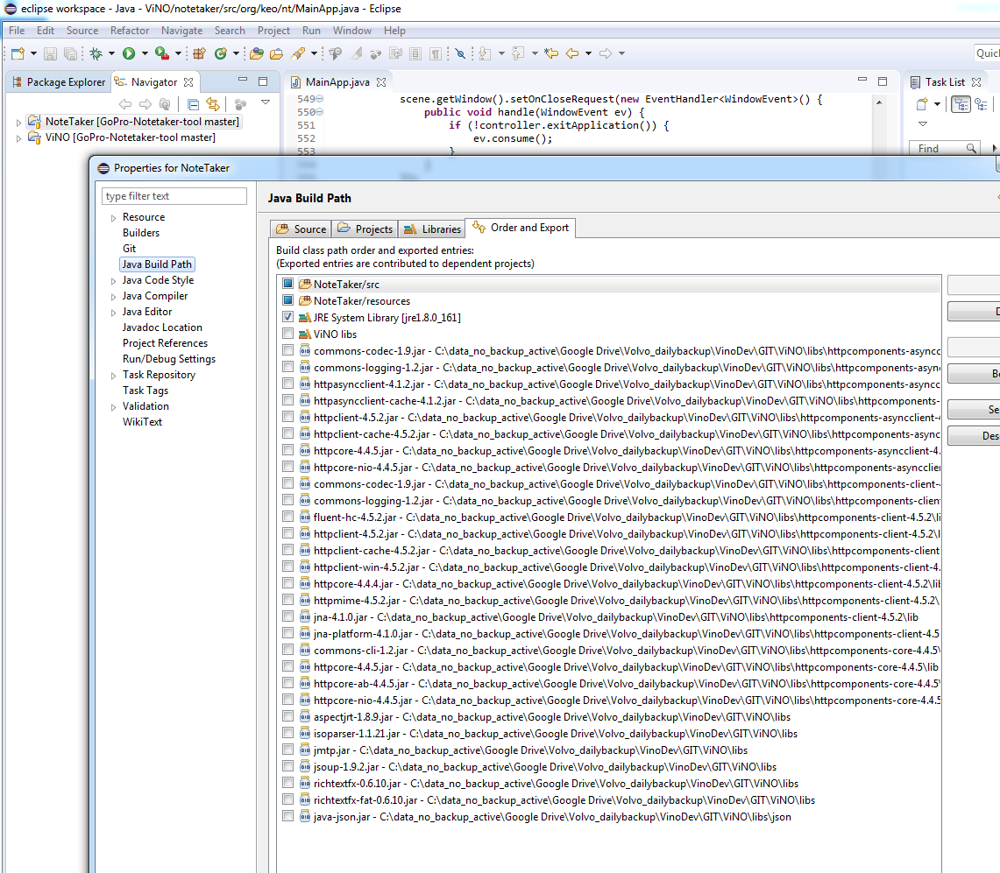 eclipse workspace - Java - ViNO/notetaker/src/org/keo/nt/MainApp.java - Eclipse
File Edit Source Refactor Navigate Search Project Run Window Help
Quic
Package Explorer
Navigator
MainApp.java
Task List
549 scene.getWindow().setOnCloseRequest(new EventHandler<WindowEvent>() {
550 public void handle(WindowEvent ev) {
551 if (!controller.exitApplication()) {
552 ev.consume();
553 }
NoteTaker [GoPro-Notetaker-tool master]
ViNO [GoPro-Notetaker-tool master]
Find
Properties for NoteTaker
type filter text
Resource
Builders
Git
Java Build Path
Java Code Style
Java Compiler
Java Editor
Javadoc Location
Project References
Run/Debug Settings
Task Repository
Task Tags
Validation
WikiText
Java Build Path
Source
Projects
Libraries
Order and Export
Build class path order and exported entries:
(Exported entries are contributed to dependent projects)
NoteTaker/src
NoteTaker/resources
JRE System Library [jre1.8.0_161]
ViNO libs
commons-codec-1.9.jar - C:\data_no_backup_active\Google Drive\Volvo_dailybackup\VinoDev\GIT\ViNO\libs\httpcomponents-asyncc
commons-logging-1.2.jar - C:\data_no_backup_active\Google Drive\Volvo_dailybackup\VinoDev\GIT\ViNO\libs\httpcomponents-asyn
httpasyncclient-4.1.2.jar - C:\data_no_backup_active\Google Drive\Volvo_dailybackup\VinoDev\GIT\ViNO\libs\httpcomponents-asyncc
httpasyncclient-cache-4.1.2.jar - C:\data_no_backup_active\Google Drive\Volvo_dailybackup\VinoDev\GIT\ViNO\libs\httpcomponents-
httpclient-4.5.2.jar - C:\data_no_backup_active\Google Drive\Volvo_dailybackup\VinoDev\GIT\ViNO\libs\httpcomponents-asyncclient-4
httpclient-cache-4.5.2.jar - C:\data_no_backup_active\Google Drive\Volvo_dailybackup\VinoDev\GIT\ViNO\libs\httpcomponents-async
httpcore-4.4.5.jar - C:\data_no_backup_active\Google Drive\Volvo_dailybackup\VinoDev\GIT\ViNO\libs\httpcomponents-asyncclient-4.
httpcore-nio-4.4.5.jar - C:\data_no_backup_active\Google Drive\Volvo_dailybackup\VinoDev\GIT\ViNO\libs\httpcomponents-asyncclien
commons-codec-1.9.jar - C:\data_no_backup_active\Google Drive\Volvo_dailybackup\VinoDev\GIT\ViNO\libs\httpcomponents-client-4
commons-logging-1.2.jar - C:\data_no_backup_active\Google Drive\Volvo_dailybackup\VinoDev\GIT\ViNO\libs\httpcomponents-client
fluent-hc-4.5.2.jar - C:\data_no_backup_active\Google Drive\Volvo_dailybackup\VinoDev\GIT\ViNO\libs\httpcomponents-client-4.5.2\li
httpclient-4.5.2.jar - C:\data_no_backup_active\Google Drive\Volvo_dailybackup\VinoDev\GIT\ViNO\libs\httpcomponents-client-4.5.2\l
httpclient-cache-4.5.2.jar - C:\data_no_backup_active\Google Drive\Volvo_dailybackup\VinoDev\GIT\ViNO\libs\httpcomponents-client
httpclient-win-4.5.2.jar - C:\data_no_backup_active\Google Drive\Volvo_dailybackup\VinoDev\GIT\ViNO\libs\httpcomponents-client-4.
httpcore-4.4.4.jar - C:\data_no_backup_active\Google Drive\Volvo_dailybackup\VinoDev\GIT\ViNO\libs\httpcomponents-client-4.5.2\lib
httpmime-4.5.2.jar - C:\data_no_backup_active\Google Drive\Volvo_dailybackup\VinoDev\GIT\ViNO\libs\httpcomponents-client-4.5.2\
jna-4.1.0.jar - C:\data_no_backup_active\Google Drive\Volvo_dailybackup\VinoDev\GIT\ViNO\libs\httpcomponents-client-4.5.2\lib
jna-platform-4.1.0.jar - C:\data_no_backup_active\Google Drive\Volvo_dailybackup\VinoDev\GIT\ViNO\libs\httpcomponents-client-4.5
commons-cli-1.2.jar - C:\data_no_backup_active\Google Drive\Volvo_dailybackup\VinoDev\GIT\ViNO\libs\httpcomponents-core-4.4.5\
httpcore-4.4.5.jar - C:\data_no_backup_active\Google Drive\Volvo_dailybackup\VinoDev\GIT\ViNO\libs\httpcomponents-core-4.4.5\lib
httpcore-ab-4.4.5.jar - C:\data_no_backup_active\Google Drive\Volvo_dailybackup\VinoDev\GIT\ViNO\libs\httpcomponents-core-4.4.5\
httpcore-nio-4.4.5.jar - C:\data_no_backup_active\Google Drive\Volvo_dailybackup\VinoDev\GIT\ViNO\libs\httpcomponents-core-4.4.5
aspectjrt-1.8.9.jar - C:\data_no_backup_active\Google Drive\Volvo_dailybackup\VinoDev\GIT\ViNO\libs
isoparser-1.1.21.jar - C:\data_no_backup_active\Google Drive\Volvo_dailybackup\VinoDev\GIT\ViNO\libs
jmtp.jar - C:\data_no_backup_active\Google Drive\Volvo_dailybackup\VinoDev\GIT\ViNO\libs
jsoup-1.9.2.jar - C:\data_no_backup_active\Google Drive\Volvo_dailybackup\VinoDev\GIT\ViNO\libs
richtextfx-0.6.10.jar - C:\data_no_backup_active\Google Drive\Volvo_dailybackup\VinoDev\GIT\ViNO\libs
richtextfx-fat-0.6.10.jar - C:\data_no_backup_active\Google Drive\Volvo_dailybackup\VinoDev\GIT\ViNO\libs
java-json.jar - C:\data_no_backup_active\Google Drive\Volvo_dailybackup\VinoDev\GIT\ViNO\libs\json
D
Bo
Se
Des